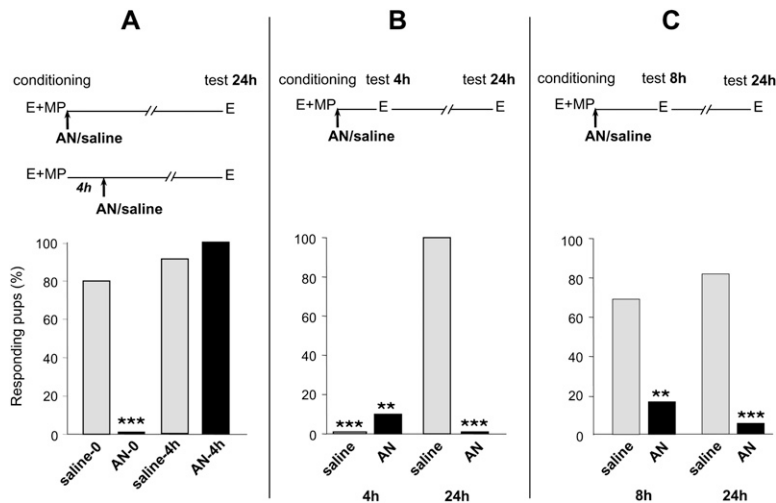 A
conditioning test 24h
E+MP E
AN/saline
E+MP 4h E
AN/saline
Responding pups (%)
100
80
60
40
20
0
***
saline-0 AN-0 saline-4h AN-4h
B
conditioning test 4h test 24h
E+MP E E
AN/saline
100
80
60
40
20
0
*** ** ***
saline AN saline AN
4h 24h
C
conditioning test 8h test 24h
E+MP E E
AN/saline
100
80
60
40
20
0
** ***
saline AN saline AN
8h 24h